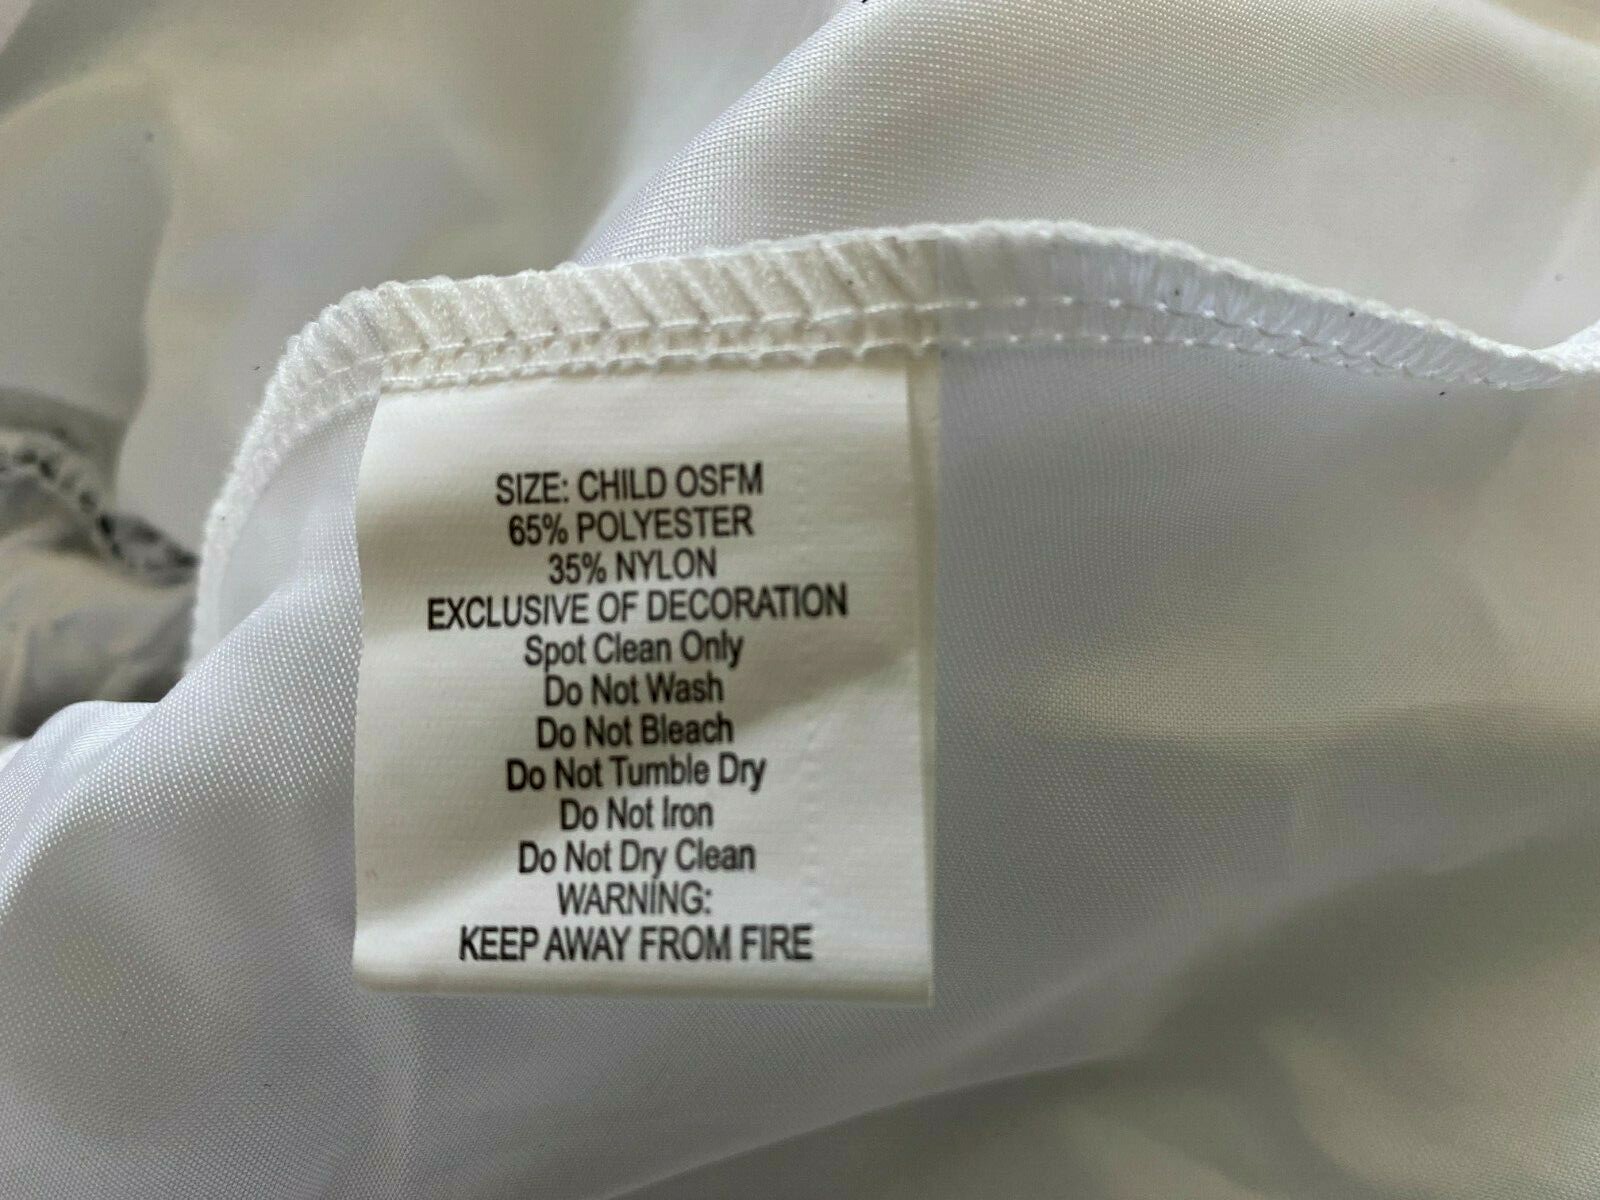 SIZE: CHILD OSFM
65% POLYESTER
35% NYLON
EXCLUSIVE OF DECORATION
Spot Clean Only
Do Not Wash
Do Not Bleach
Do Not Tumble Dry
Do Not Iron
Do Not Dry Clean
WARNING:
KEEP AWAY FROM FIRE